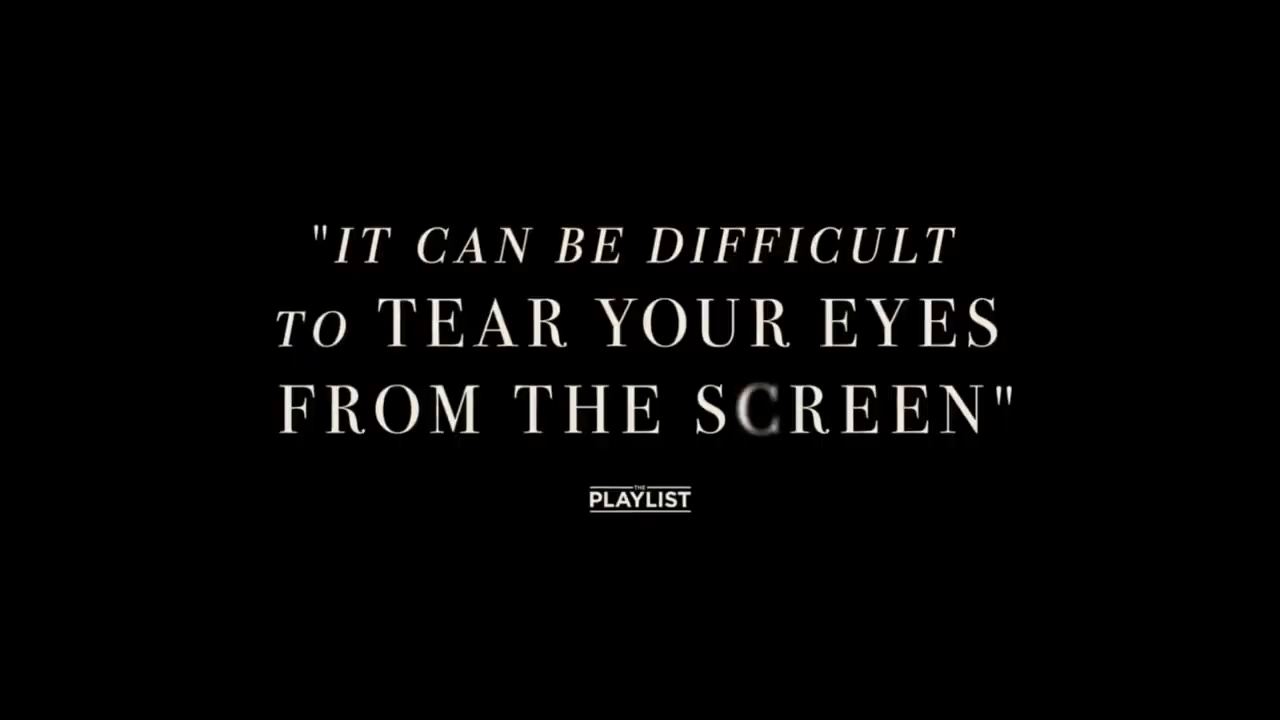 "IT CAN BE DIFFICULT
TO TEAR YOUR EYES
FROM THE SCREEN"
THE
PLAYLIST